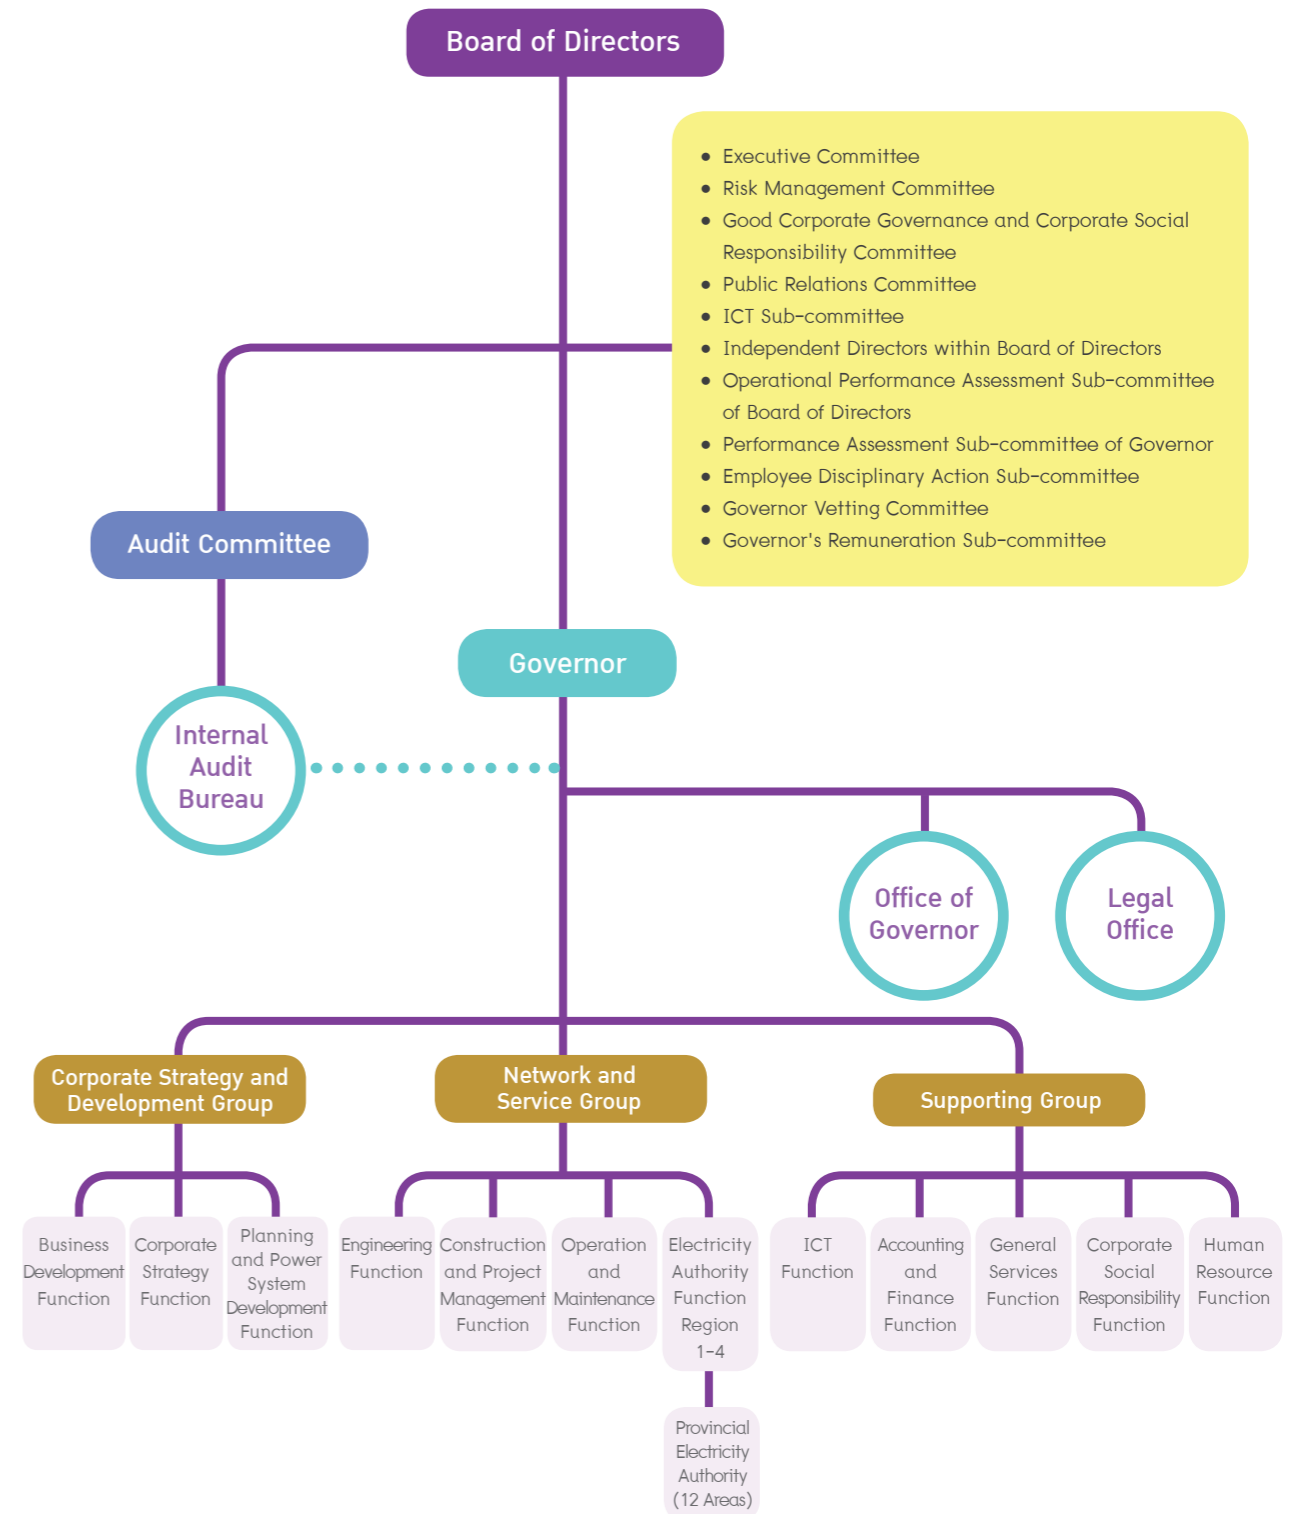 Board of Directors
• Executive Committee
• Risk Management Committee
• Good Corporate Governance and Corporate Social
Responsibility Committee
• Public Relations Committee
• ICT Sub-committee
• Independent Directors within Board of Directors
• Operational Performance Assessment Sub-committee
of Board of Directors
• Performance Assessment Sub-committee of Governor
• Employee Disciplinary Action Sub-committee
• Governor Vetting Committee
• Governor's Remuneration Sub-committee
Audit Committee
Governor
Internal
Audit
Bureau
Office of
Governor
Legal
Office
Corporate Strategy and
Development Group
Network and
Service Group
Supporting Group
Business
Development
Function
Corporate
Strategy
Function
Planning
and Power
System
Development
Function
Engineering
Function
Construction
and Project
Management
Function
Operation
and
Maintenance
Function
Electricity
Authority
Function
Region
1-4
ICT
Function
Accounting
and
Finance
Function
General
Services
Function
Corporate
Social
Responsibility
Function
Human
Resource
Function
Provincial
Electricity
Authority
(12 Areas)